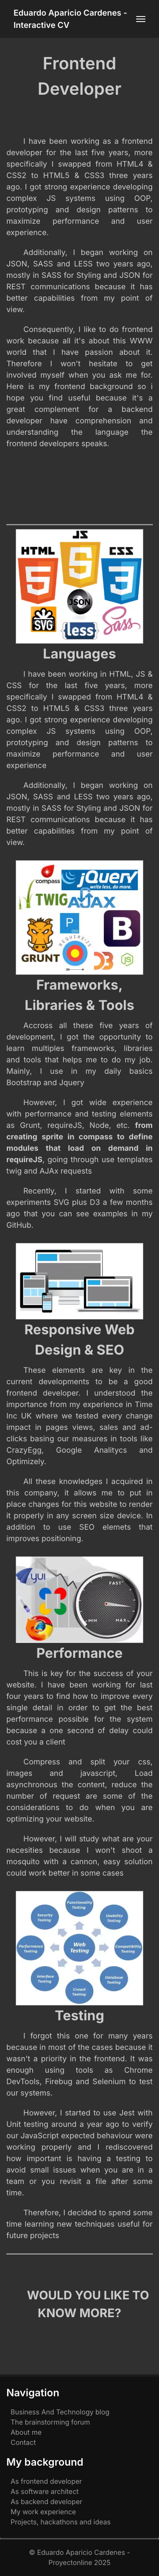 Eduardo Aparicio Cardenes -
Interactive CV
Frontend
Developer
I have been working as a frontend
developer for the last five years, more
specifically I swapped from HTML4 &
CSS2 to HTML5 & CSS3 three years
ago. I got strong experience developing
complex JS systems using OOP,
prototyping and design patterns to
maximize performance and user
experience.
Additionally, I began working on
JSON, SASS and LESS two years ago,
mostly in SASS for Styling and JSON for
REST communications because it has
better capabilities from my point of
view.
Consequently, I like to do frontend
work because all it's about this WWW
world that I have passion about it.
Therefore I won't hesitate to get
involved myself when you ask me for.
Here is my frontend background so i
hope you find useful because it's a
great complement for a backend
developer have comprehension and
understanding the language the
frontend developers speaks.
JS
HTML CSS
5 5 3
SVG JSON Sass
{less}
Languages
I have been working in HTML, JS &
CSS for the last five years, more
specifically I swapped from HTML4 &
CSS2 to HTML5 & CSS3 three years
ago. I got strong experience developing
complex JS systems using OOP,
prototyping and design patterns to
maximize performance and user
experience
Additionally, I began working on
JSON, SASS and LESS two years ago,
mostly in SASS for Styling and JSON for
REST communications because it has
better capabilities from my point of
view.
compass jQuery
TWIG AJAX
P B
GRUNT
Frameworks,
Libraries & Tools
Accross all these five years of
development, I got the opportunity to
learn multiples frameworks, libraries
and tools that helps me to do my job.
Mainly, I use in my daily basics
Bootstrap and Jquery
However, I got wide experience
with performance and testing elements
as Grunt, requireJS, Node, etc. from
creating sprite in compass to define
modules that load on demand in
requireJS, going through use templates
twig and AJAx requests
Recently, I started with some
experiments SVG plus D3 a few months
ago that you can see examples in my
GitHub.
Responsive Web
Design & SEO
These elements are key in the
current developments to be a good
frontend developer. I understood the
importance from my experience in Time
Inc UK where we tested every change
impact in pages views, sales and ad-
clicks basing our measures in tools like
CrazyEgg, Google Analitycs and
Optimizely.
All these knowledges I acquired in
this company, it allows me to put in
place changes for this website to render
it properly in any screen size device. In
addition to use SEO elemets that
improves positioning.
yui
FAST
MAX
Performance
This is key for the success of your
website. I have been working for last
four years to find how to improve every
single detail in order to get the best
performance possible for the system
because a one second of delay could
cost you a client
Compress and split your css,
images and javascript, Load
asynchronous the content, reduce the
number of request are some of the
considerations to do when you are
optimizing your website.
However, I will study what are your
necesities because I won't shoot a
mosquito with a cannon, easy solution
could work better in some cases
Functionality
Testing
Security
Testing
Usability
Testing
Performance
Testing
Web
Testing
Compatibility
Testing
Interface
Testing
Database
Testing
Crowd
Testing
Testing
I forgot this one for many years
because in most of the cases because it
wasn't a priority in the frontend. It was
enough using tools as Chrome
DevTools, Firebug and Selenium to test
our systems.
However, I started to use Jest with
Unit testing around a year ago to verify
our JavaScript expected behaviour were
working properly and I rediscovered
how important is having a testing to
avoid small issues when you are in a
team or you revisit a file after some
time.
Therefore, I decided to spend some
time learning new techniques useful for
future projects
WOULD YOU LIKE TO
KNOW MORE?
Navigation
Business And Technology blog
The brainstorming forum
About me
Contact
My background
As frontend developer
As software architect
As backend developer
My work experience
Projects, hackathons and ideas
© Eduardo Aparicio Cardenes -
Proyectonline 2025